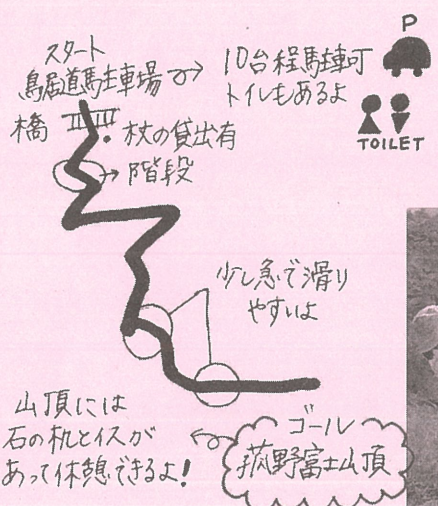 P
スタート
鳥居道駐車場→
10台程駐車可
トイレもあるよ
TOILET
橋
杖の貸出有
→階段
少し急で滑り
やすいよ
山頂には
石の机とイスが
あって休憩できるよ!
ゴール
菰野富士山頂